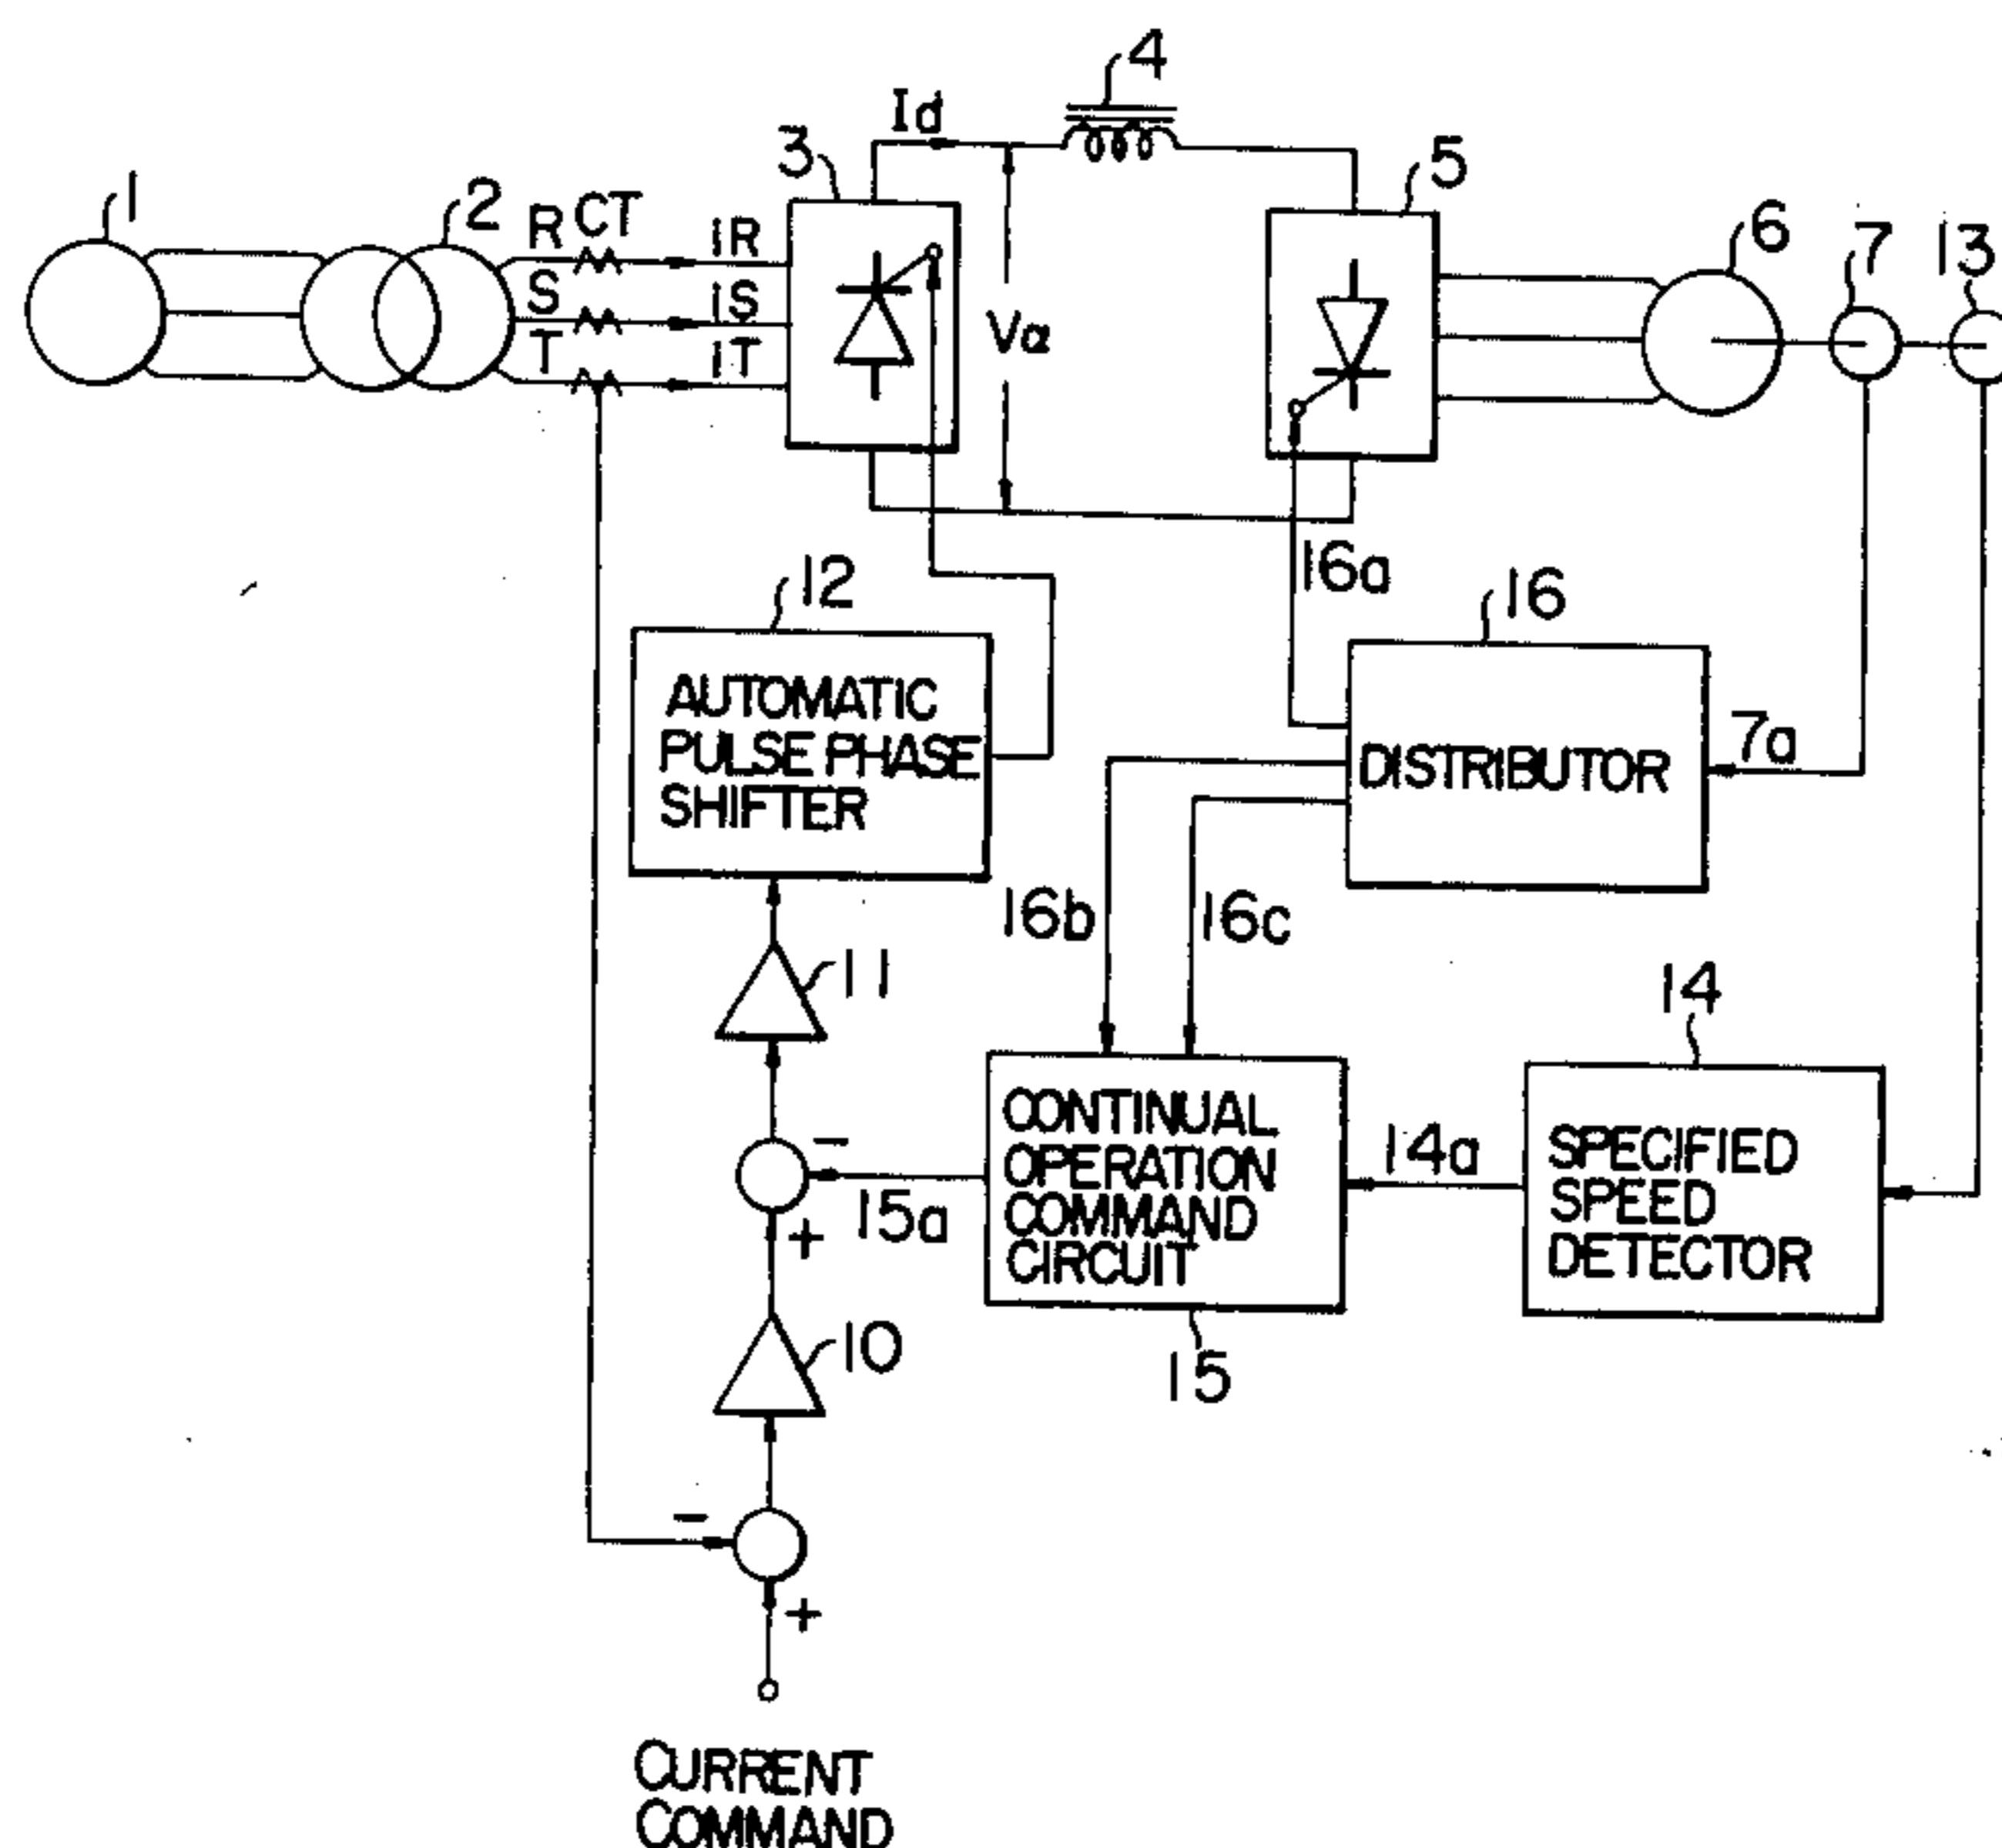 4
Id
3
5
1
2
R
CT
iR
6
7
13
S
iS
Vα
T
iT
16a
12
16
AUTOMATIC
PULSE PHASE
SHIFTER
7a
DISTRIBUTOR
16b
16c
11
14
CONTINUAL
OPERATION
COMMAND
CIRCUIT
14a
SPECIFIED
SPEED
DETECTOR
−
15a
+
10
15
−
+
CURRENT
COMMAND